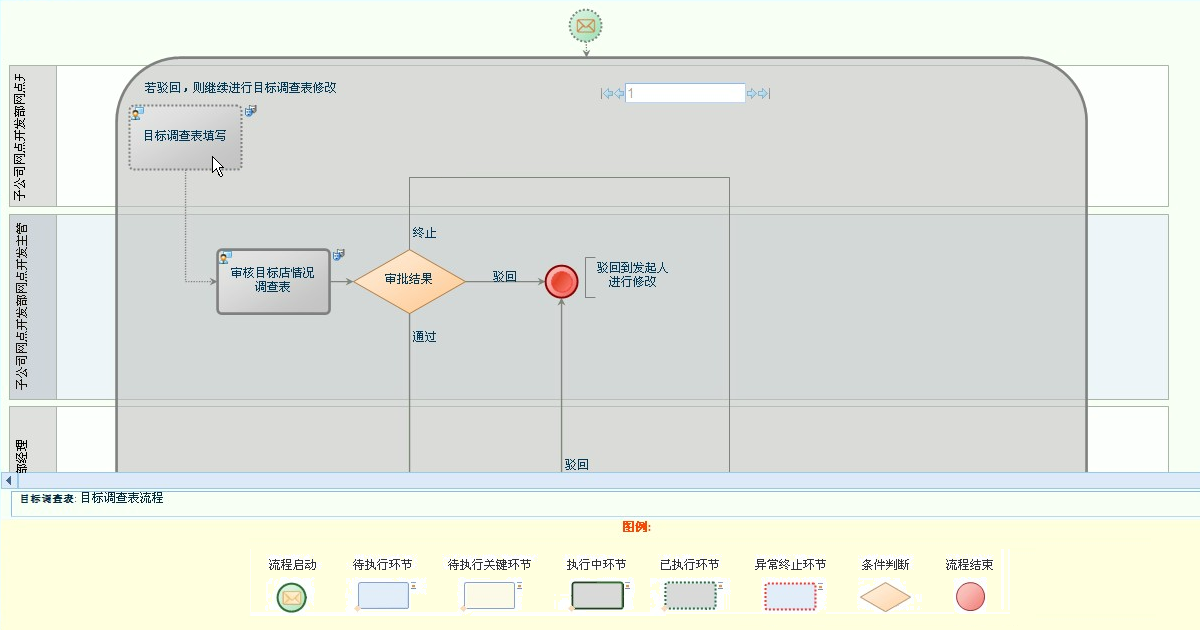 若驳回，则继续进行目标调查表修改
1
目标调查表填写
子公司网点开发部网点开
终止
子公司网点开发部网点开发主管
审核目标店情况
调查表
审批结果
驳回
驳回到发起人
进行修改
通过
部经理
驳回
目标调查表: 目标调查表流程
图例:
流程启动
待执行环节
待执行关键环节
执行中环节
已执行环节
异常终止环节
条件判断
流程结束